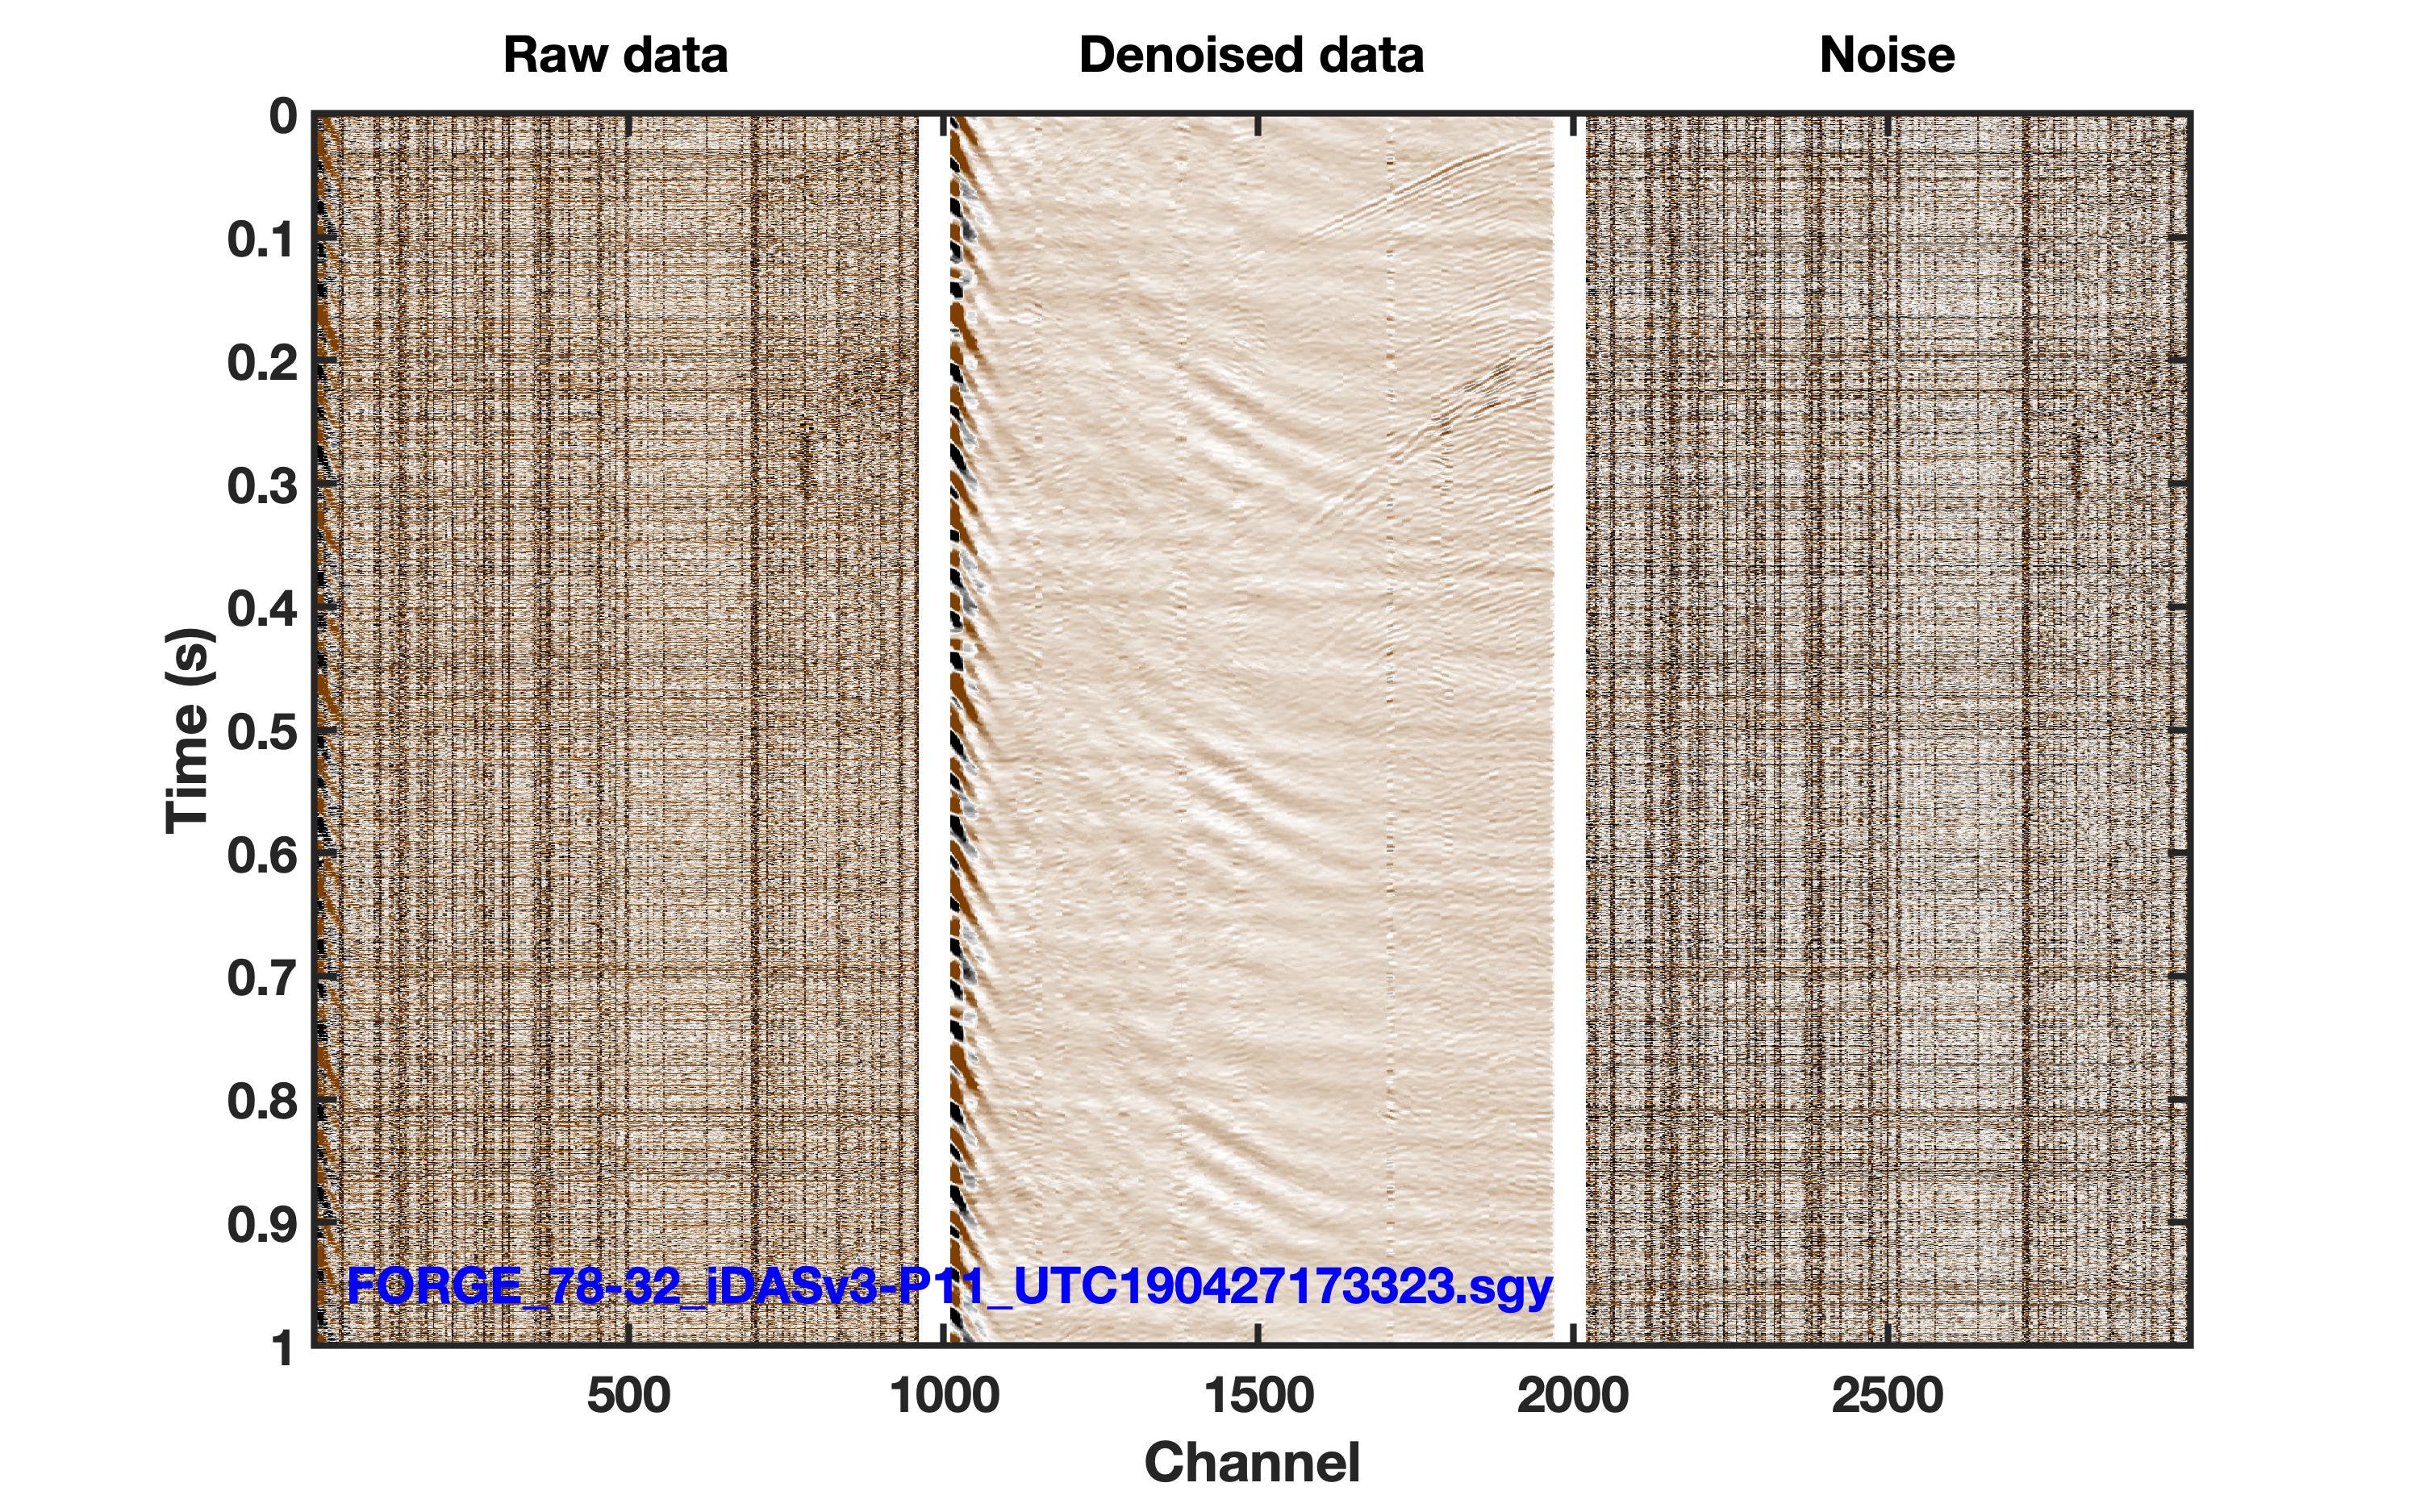 Raw data
Denoised data
Noise
0
0.1
0.2
0.3
0.4
0.5
0.6
0.7
0.8
0.9
1
Time (s)
FORGE_78-32_iDASv3-P11_UTC190427173323.sgy
500
1000
1500
2000
2500
Channel